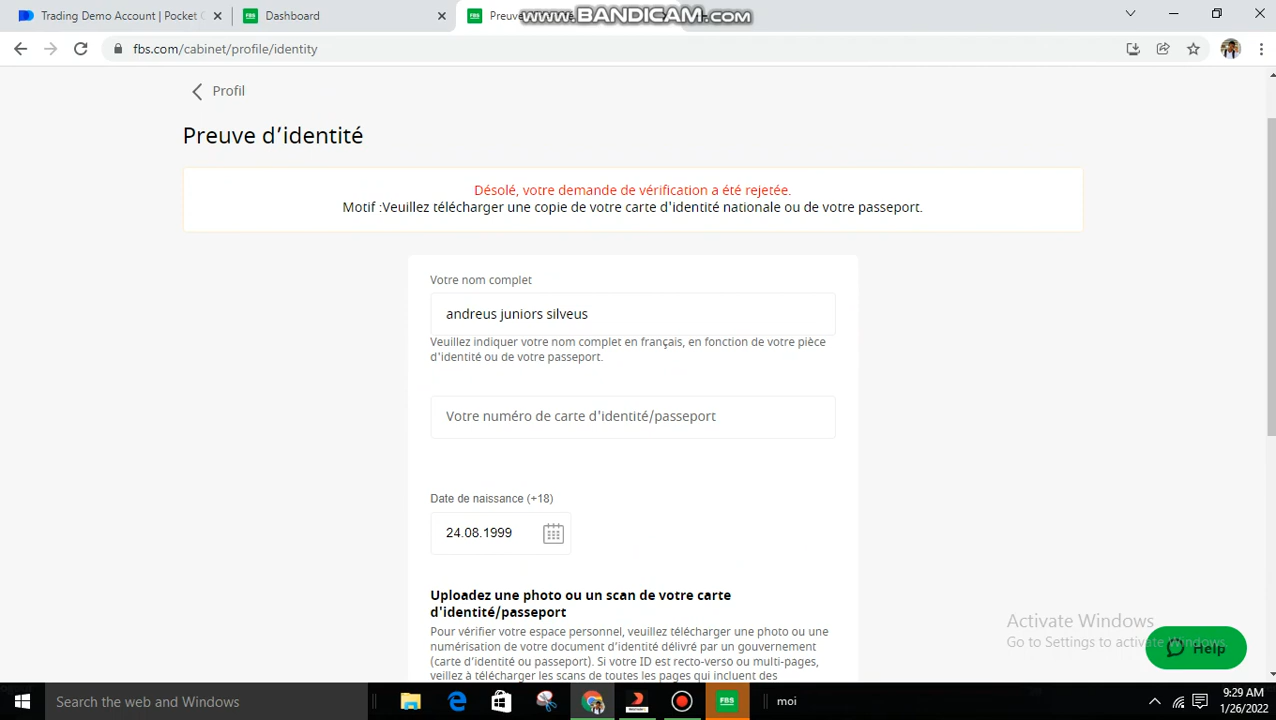 Trading Demo Account | Pocket
Dashboard
Preuve
WWW.BANDICAM.COM
fbs.com/cabinet/profile/identity
Profil
Preuve d'identité
Désolé, votre demande de vérification a été rejetée.
Motif :Veuillez télécharger une copie de votre carte d'identité nationale ou de votre passeport.
Votre nom complet
andreus juniors silveus
Veuillez indiquer votre nom complet en français, en fonction de votre pièce
d'identité ou de votre passeport.
Votre numéro de carte d'identité/passeport
Date de naissance (+18)
24.08.1999
Uploadez une photo ou un scan de votre carte
d'identité/passeport
Pour vérifier votre espace personnel, veuillez télécharger une photo ou une
numérisation de votre document d'identité délivré par un gouvernement
(carte d'identité ou passeport). Si votre ID est recto-verso ou multi-pages,
veillez à télécharger les scans de toutes les pages qui incluent des
Activate Windows
Go to Settings to activate Windows.
Help
Search the web and Windows
FBS
moi
9:29 AM
1/26/2022